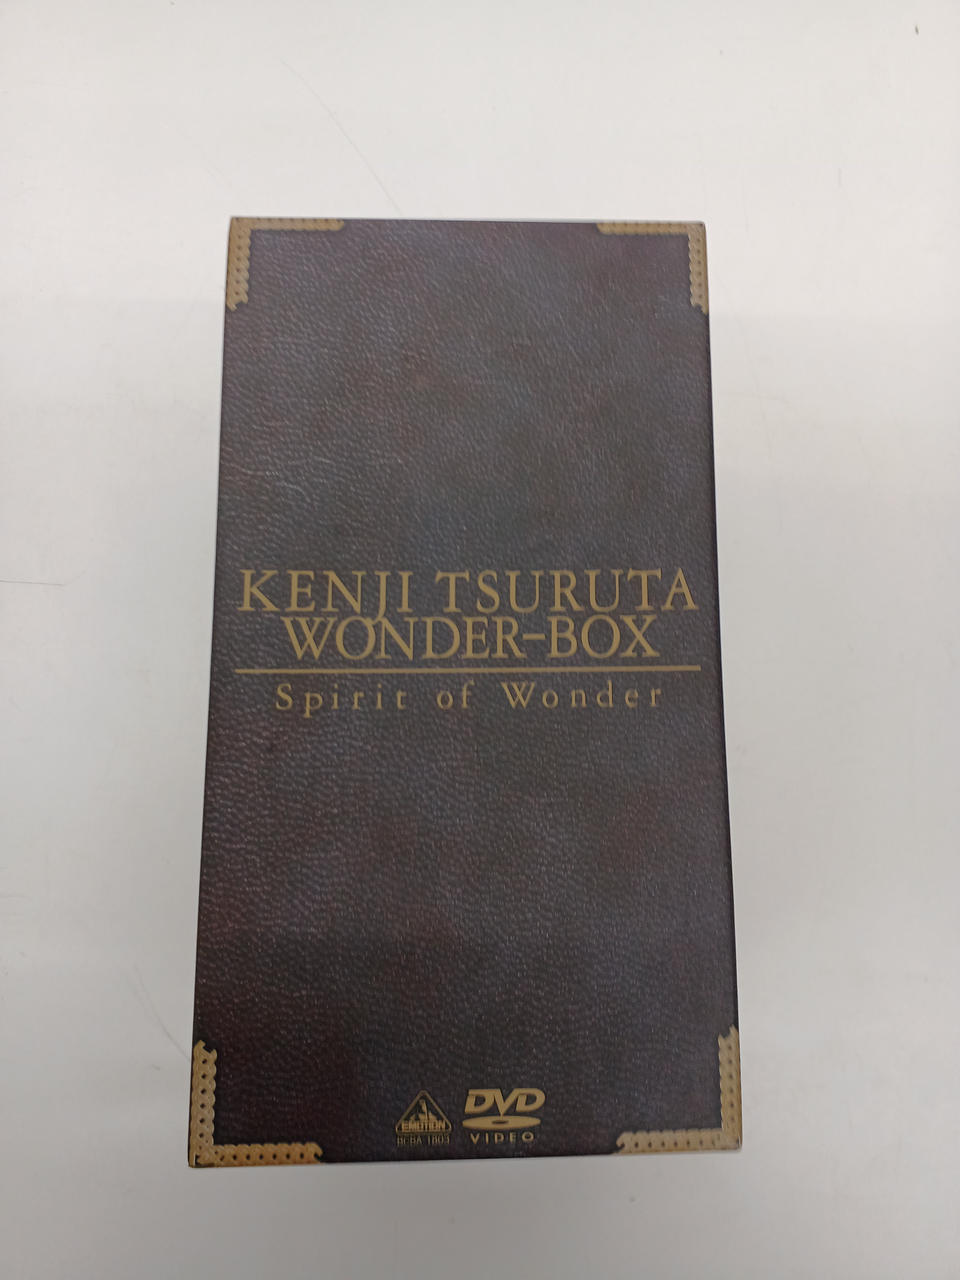 KENJI TSURUTA
WONDER-BOX
Spirit of Wonder
EMOTION
BCBA 1803
DVD
VIDEO